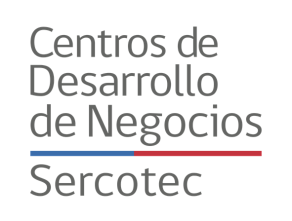 Centros de
Desarrollo
de Negocios
Sercotec